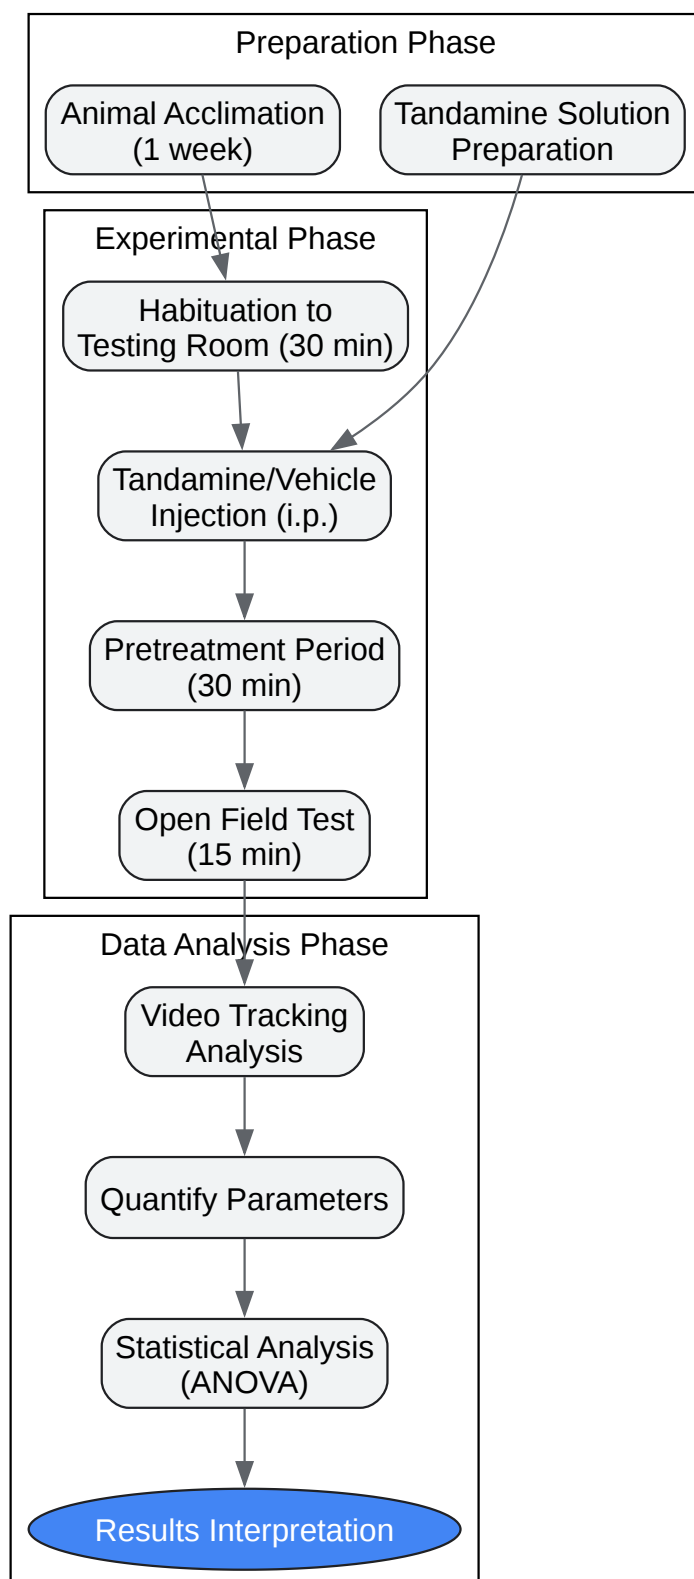 Preparation Phase
Animal Acclimation
(1 week)
Tandamine Solution
Preparation
Experimental Phase
Habituation to
Testing Room (30 min)
Tandamine/Vehicle
Injection (i.p.)
Pretreatment Period
(30 min)
Open Field Test
(15 min)
Data Analysis Phase
Video Tracking
Analysis
Quantify Parameters
Statistical Analysis
(ANOVA)
Results Interpretation